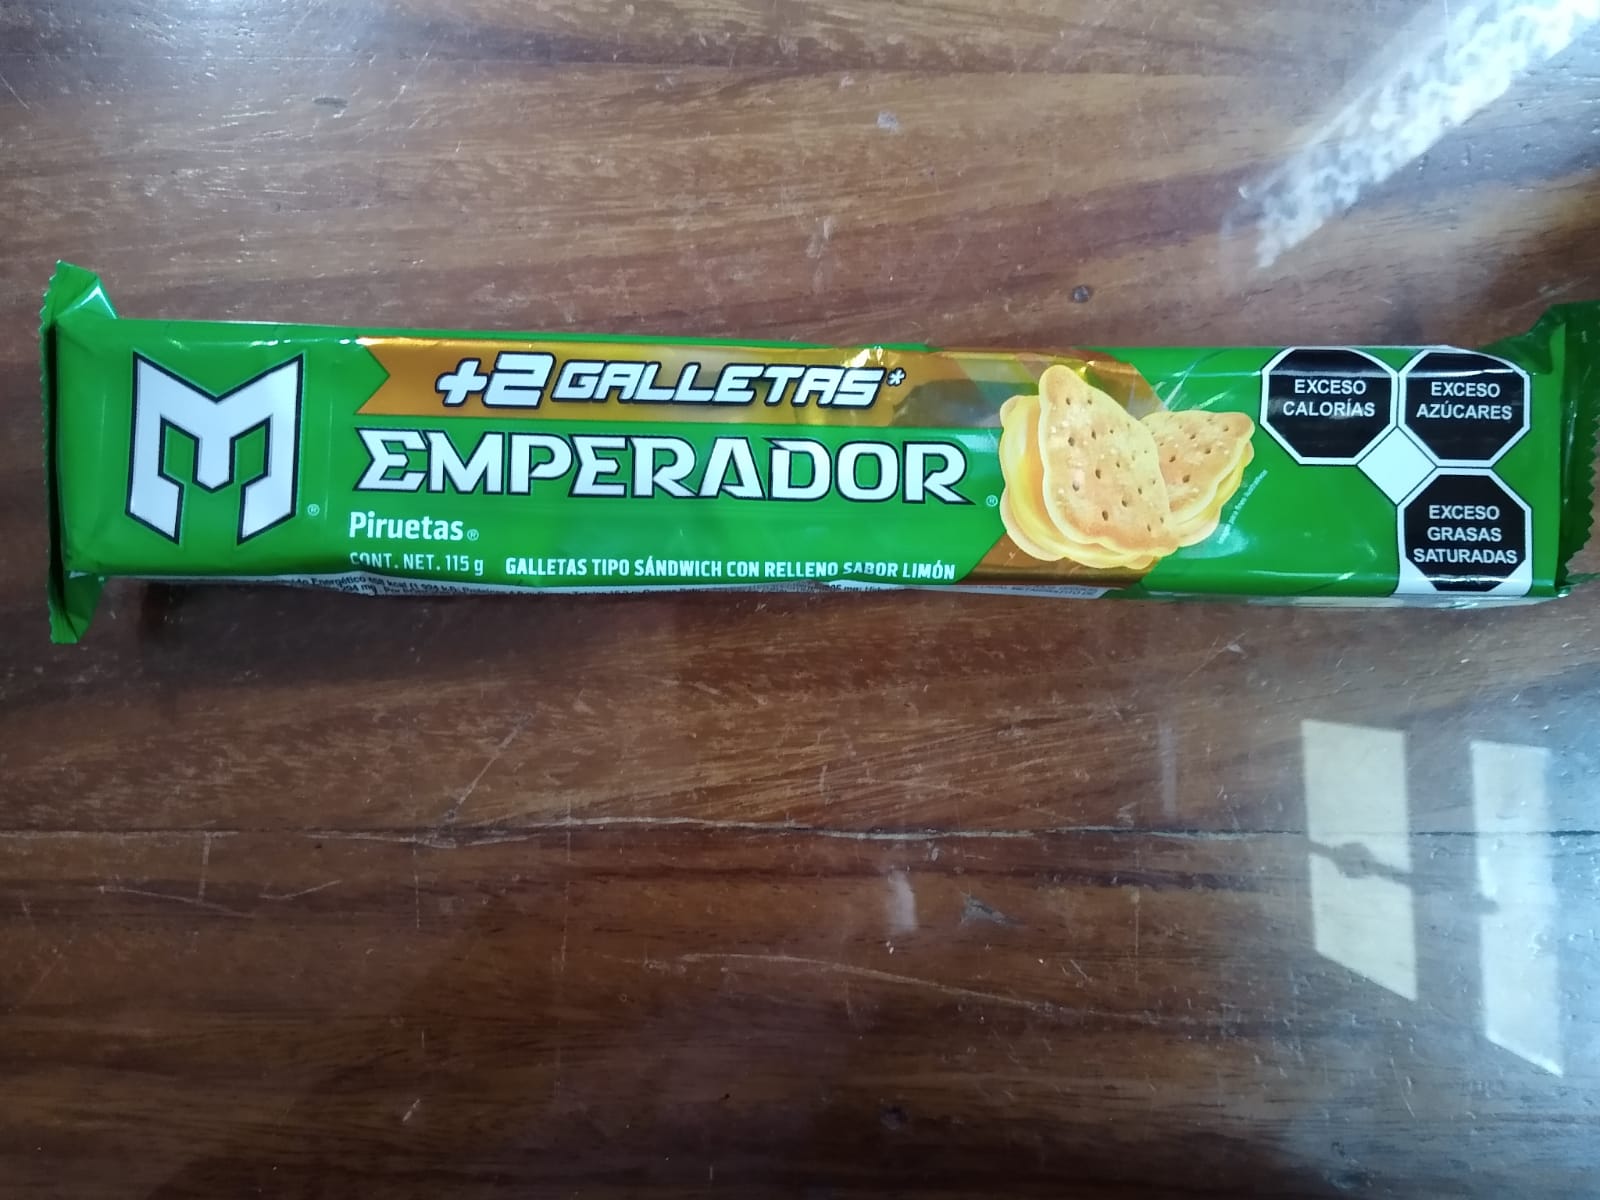 +2 GALLETAS*
EMPERADOR®
Piruetas®
CONT. NET. 115 g
GALLETAS TIPO SÁNDWICH CON RELLENO SABOR LIMÓN
EXCESO
CALORÍAS
EXCESO
AZÚCARES
EXCESO
GRASAS
SATURADAS